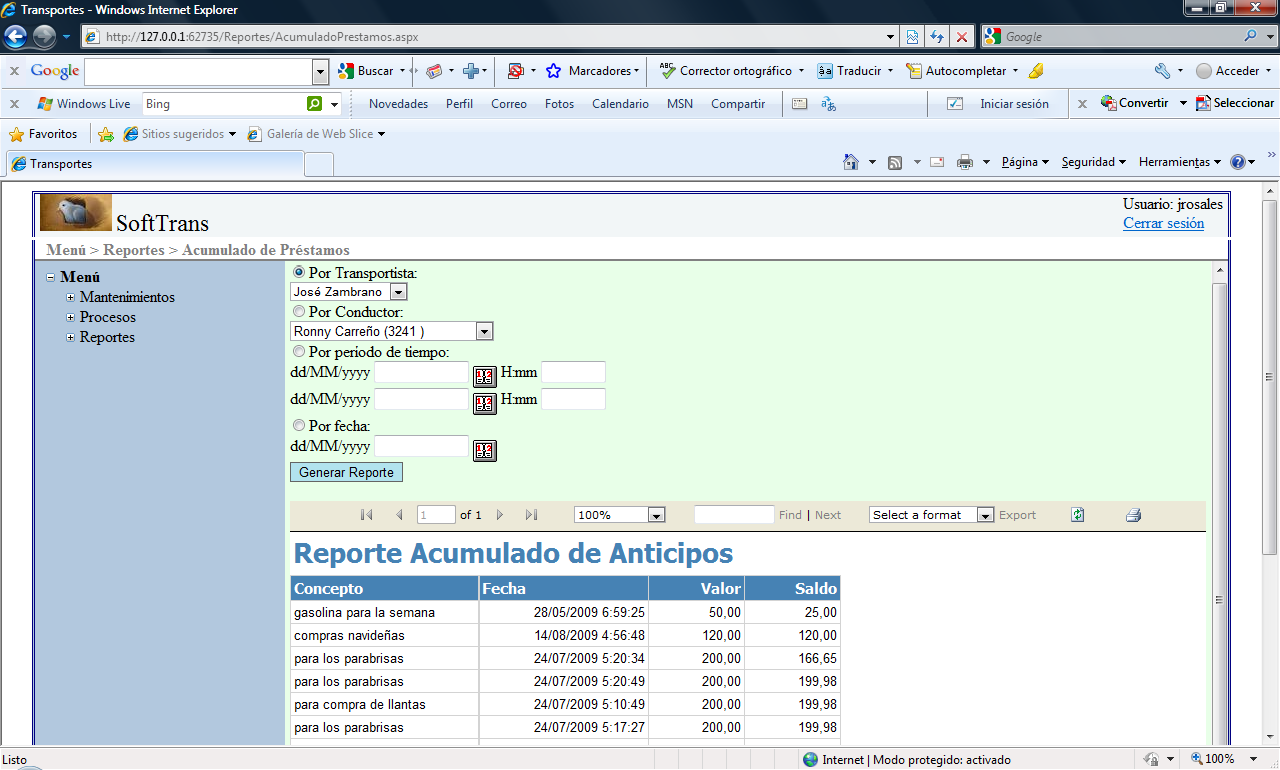 Transportes - Windows Internet Explorer
http://127.0.0.1:62735/Reportes/AcumuladoPrestamos.aspx
Google
x Google Buscar Marcadores ABC Corrector ortográfico Traducir Autocompletar Acceder
x Windows Live Bing Novedades Perfil Correo Fotos Calendario MSN Compartir Iniciar sesión x Convertir Seleccionar
Favoritos Sitios sugeridos Galería de Web Slice
Transportes Página Seguridad Herramientas »
SoftTrans
Usuario: jrosales
Cerrar sesión
Menú > Reportes > Acumulado de Préstamos
Menú
Mantenimientos
Procesos
Reportes
Por Transportista:
José Zambrano
Por Conductor:
Ronny Carreño (3241 )
Por periodo de tiempo:
dd/MM/yyyy H:mm
dd/MM/yyyy H:mm
Por fecha:
dd/MM/yyyy
Generar Reporte
1 of 1 100% Find | Next Select a format Export
Reporte Acumulado de Anticipos
Concepto Fecha Valor Saldo
gasolina para la semana 28/05/2009 6:59:25 50,00 25,00
compras navideñas 14/08/2009 4:56:48 120,00 120,00
para los parabrisas 24/07/2009 5:20:34 200,00 166,65
para los parabrisas 24/07/2009 5:20:49 200,00 199,98
para compra de llantas 24/07/2009 5:10:49 200,00 199,98
para los parabrisas 24/07/2009 5:17:27 200,00 199,98
Listo Internet | Modo protegido: activado 100%